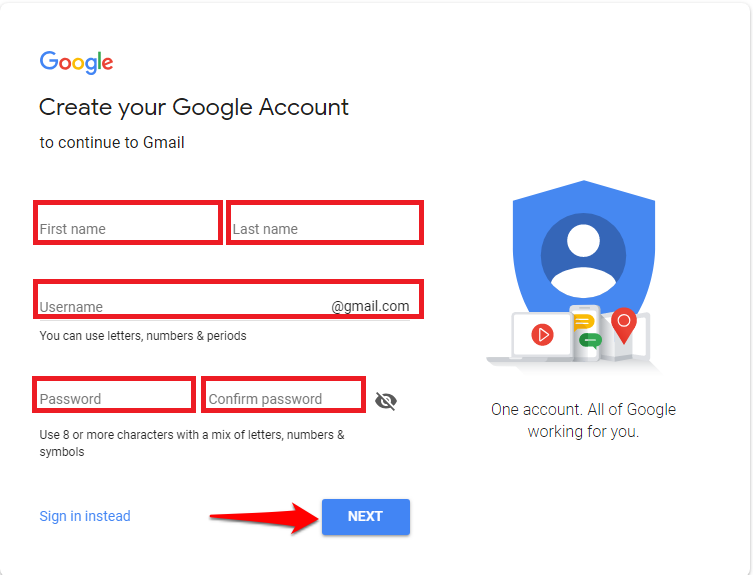 Google
Create your Google Account
to continue to Gmail
First name Last name
Username @gmail.com
You can use letters, numbers & periods
Password Confirm password
Use 8 or more characters with a mix of letters, numbers &
symbols
One account. All of Google
working for you.
Sign in instead NEXT